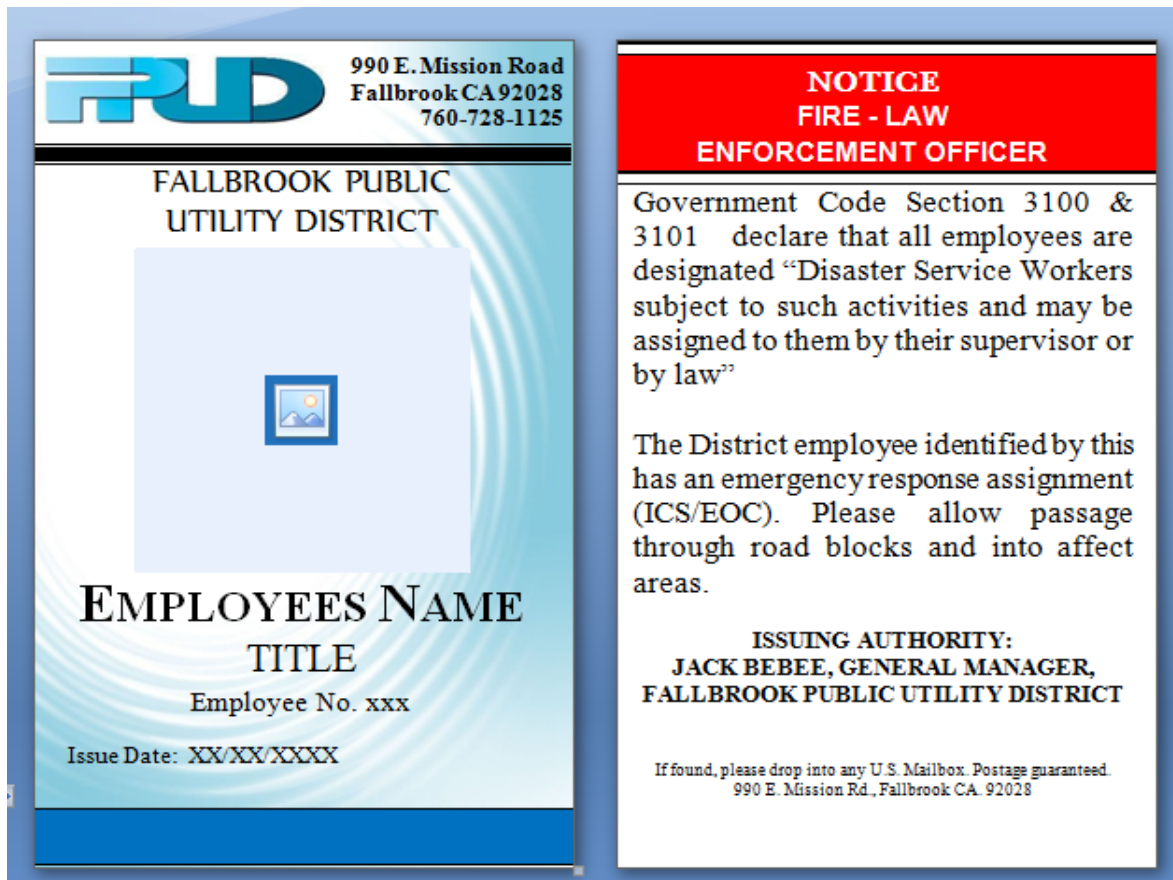 FPUD
990 E. Mission Road
Fallbrook CA 92028
760-728-1125
FALLBROOK PUBLIC
UTILITY DISTRICT
EMPLOYEES NAME
TITLE
Employee No. xxx
Issue Date: XX/XX/XXXX
NOTICE
FIRE - LAW
ENFORCEMENT OFFICER
Government Code Section 3100 &
3101 declare that all employees are
designated “Disaster Service Workers
subject to such activities and may be
assigned to them by their supervisor or
by law”
The District employee identified by this
has an emergency response assignment
(ICS/EOC). Please allow passage
through road blocks and into affect
areas.
ISSUING AUTHORITY:
JACK BEBEE, GENERAL MANAGER,
FALLBROOK PUBLIC UTILITY DISTRICT
If found, please drop into any U.S. Mailbox. Postage guaranteed.
990 E. Mission Rd., Fallbrook CA. 92028